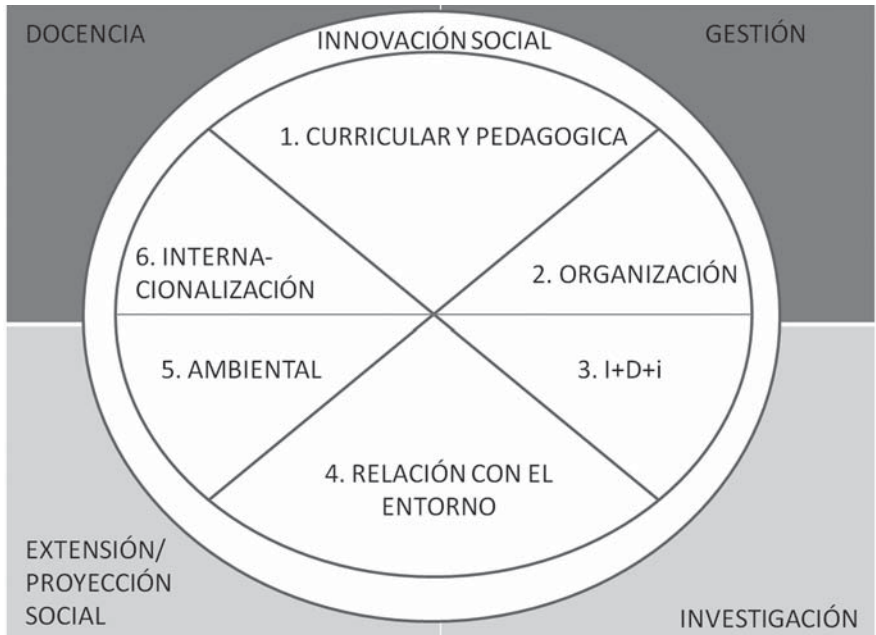 DOCENCIA
INNOVACIÓN SOCIAL
GESTIÓN
1. CURRICULAR Y PEDAGOGICA
6. INTERNA-
CIONALIZACIÓN
2. ORGANIZACIÓN
5. AMBIENTAL
3. I+D+i
4. RELACIÓN CON EL
ENTORNO
EXTENSIÓN/
PROYECCIÓN
SOCIAL
INVESTIGACIÓN